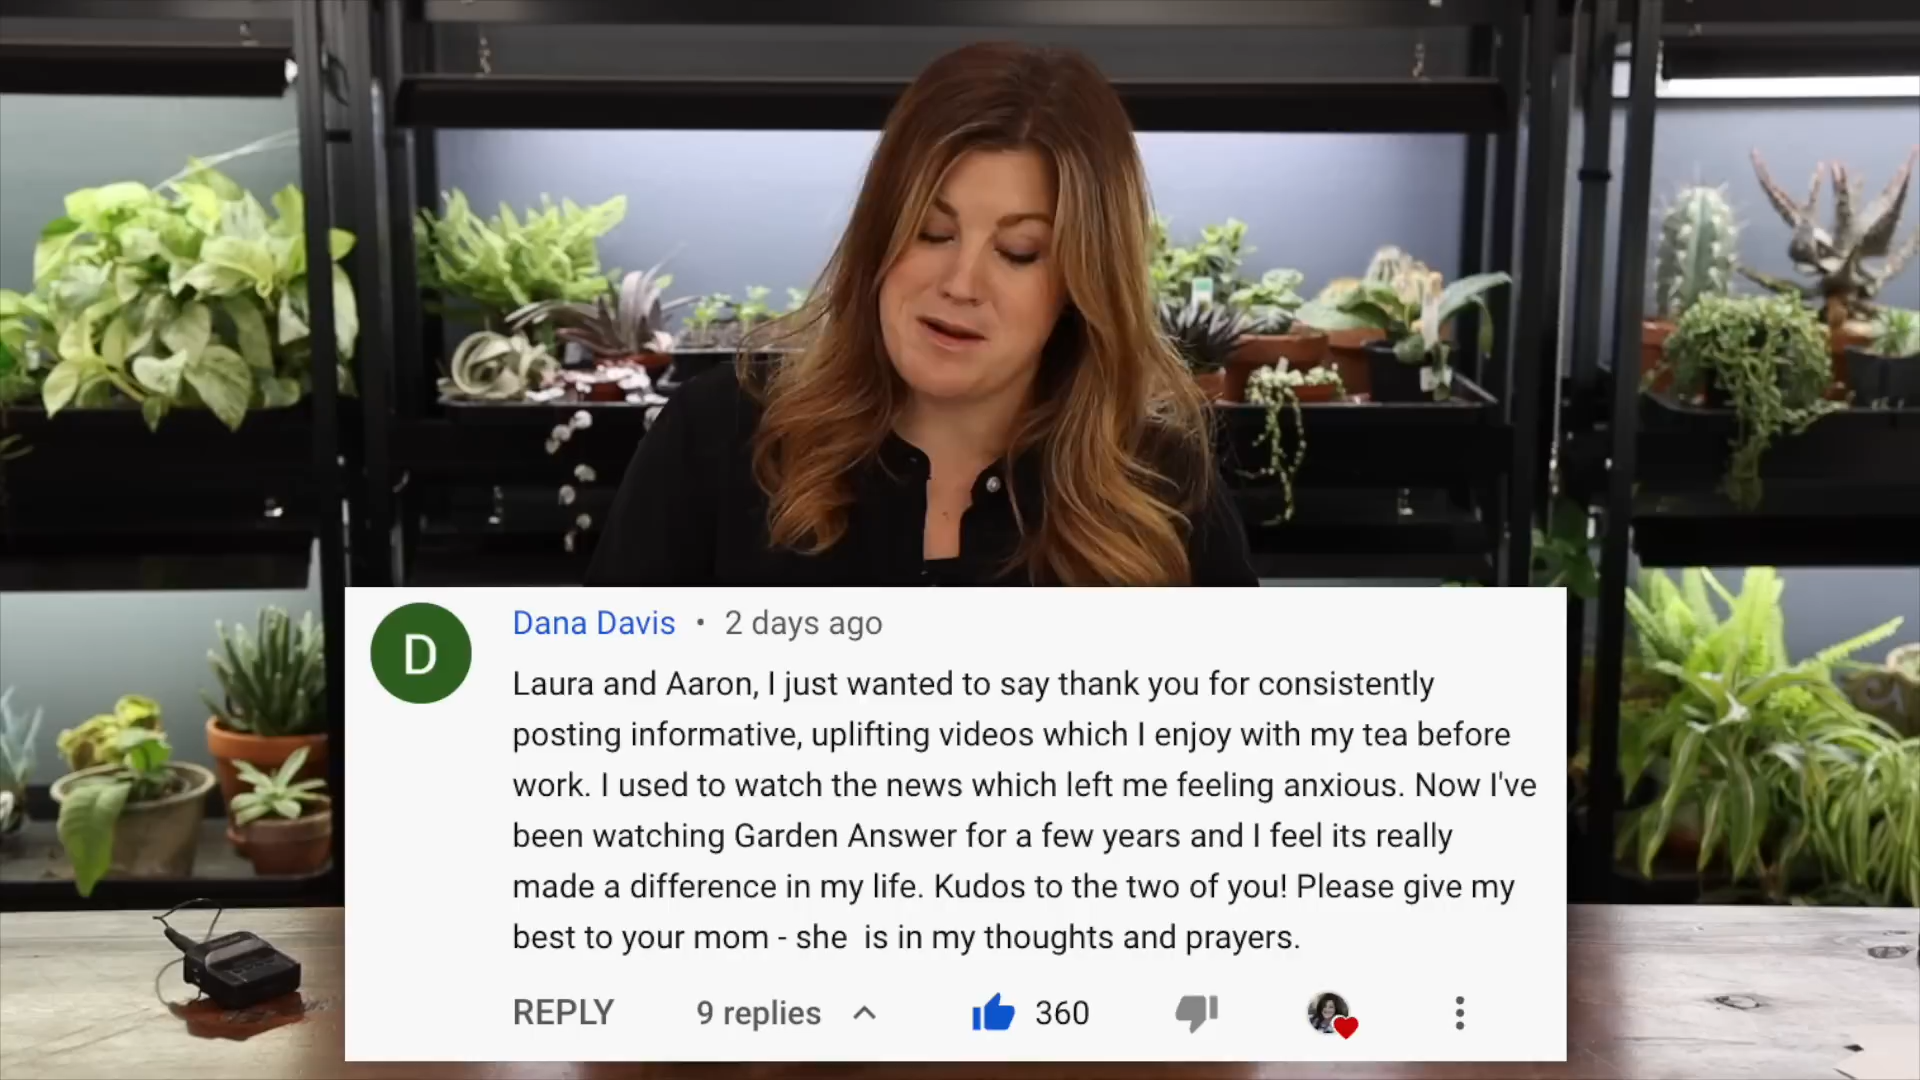 D
Dana Davis • 2 days ago
Laura and Aaron, I just wanted to say thank you for consistently
posting informative, uplifting videos which I enjoy with my tea before
work. I used to watch the news which left me feeling anxious. Now I've
been watching Garden Answer for a few years and I feel its really
made a difference in my life. Kudos to the two of you! Please give my
best to your mom - she  is in my thoughts and prayers.
REPLY 9 replies 360